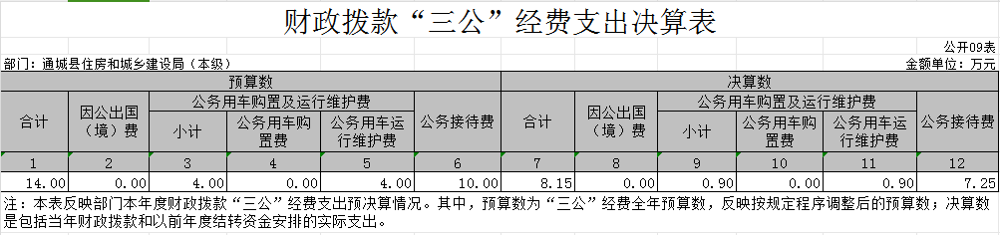 财政拨款“三公”经费支出决算表
公开09表
部门：通城县住房和城乡建设局（本级） 金额单位：万元
预算数 决算数
合计 因公出国（境）费 公务用车购置及运行维护费 公务接待费 合计 因公出国（境）费 公务用车购置及运行维护费 公务接待费
小计 公务用车购置费 公务用车运行维护费 小计 公务用车购置费 公务用车运行维护费
1 2 3 4 5 6 7 8 9 10 11 12
14.00 0.00 4.00 0.00 4.00 10.00 8.15 0.00 0.90 0.00 0.90 7.25
注：本表反映部门本年度财政拨款“三公”经费支出预决算情况。其中，预算数为“三公”经费全年预算数，反映按规定程序调整后的预算数；决算数
是包括当年财政拨款和以前年度结转资金安排的实际支出。